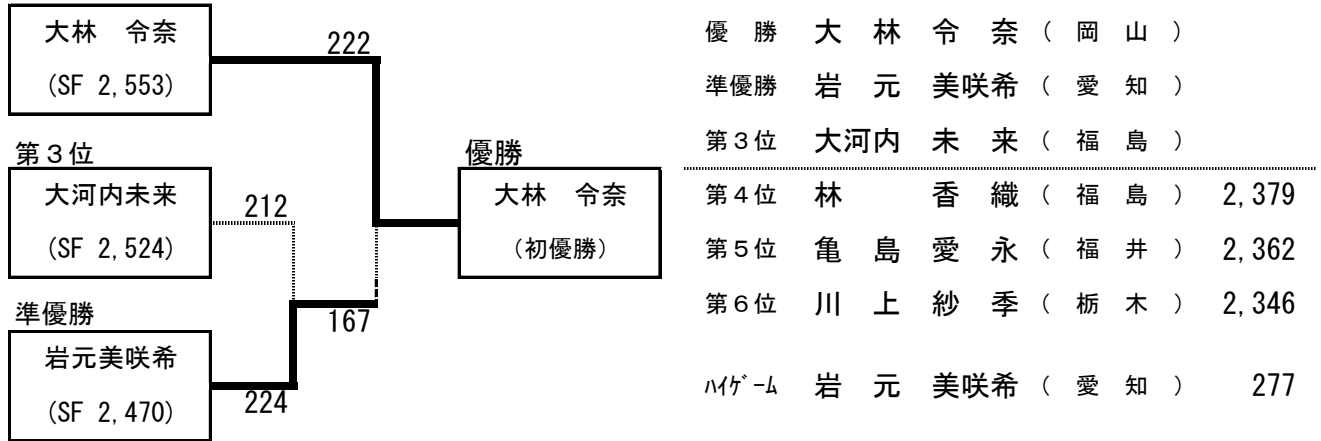 大林　令奈
(SF 2,553)
222
第３位
大河内未来
(SF 2,524)
212
準優勝
岩元美咲希
(SF 2,470)
224
167
優勝
大林　令奈
(初優勝)
優　勝　大　林　令　奈（　岡　山　）
準優勝　岩　元　美咲希（　愛　知　）
第３位　大河内　未　来（　福　島　）
第４位　林　　　香　織（　福　島　）　2,379
第５位　亀　島　愛　永（　福　井　）　2,362
第６位　川　上　紗　季（　栃　木　）　2,346
ﾊｲｹﾞｰﾑ　岩　元　美咲希（　愛　知　）　277